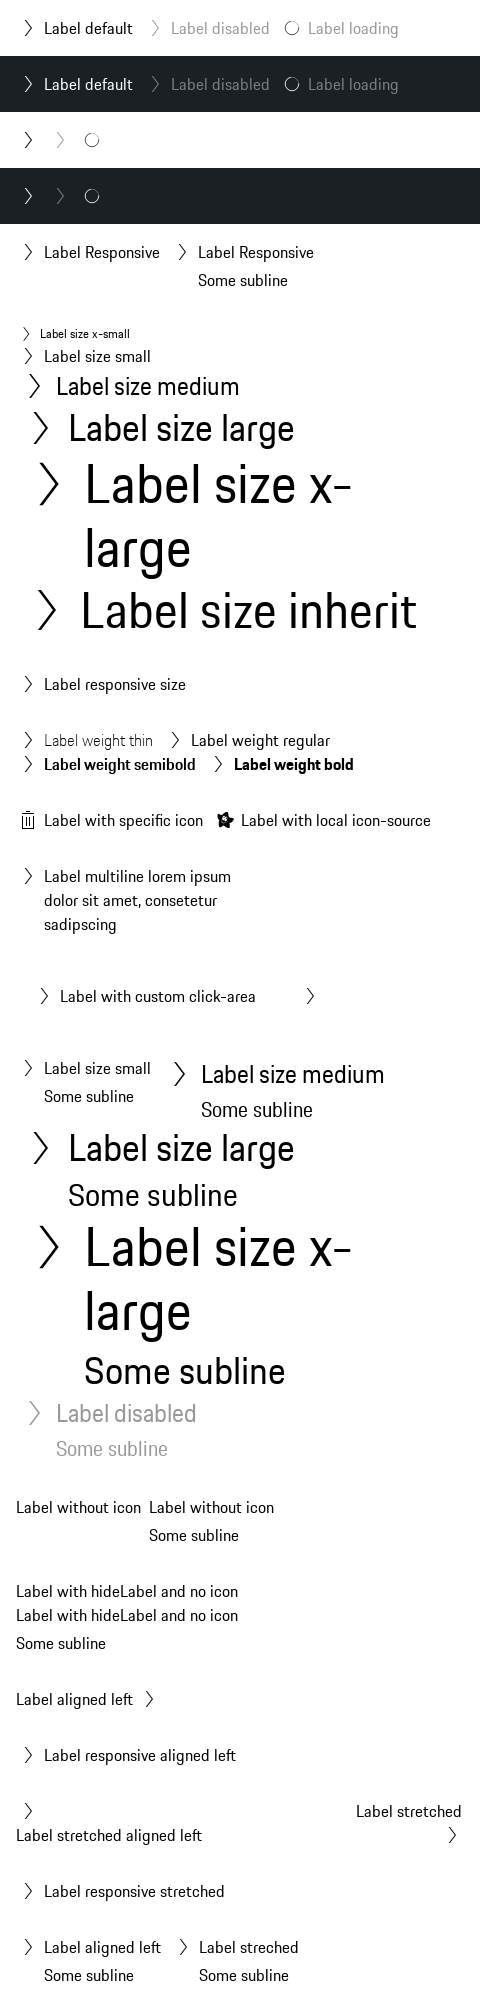 Label default Label disabled Label loading
Label default Label disabled Label loading
Label Responsive Label Responsive
Some subline
Label size x-small
Label size small
Label size medium
Label size large
Label size x-
large
Label size inherit
Label responsive size
Label weight thin Label weight regular
Label weight semibold Label weight bold
Label with specific icon Label with local icon-source
Label multiline lorem ipsum
dolor sit amet, consetetur
sadipscing
Label with custom click-area
Label size small Label size medium
Some subline Some subline
Label size large
Some subline
Label size x-
large
Some subline
Label disabled
Some subline
Label without icon Label without icon
Some subline
Label with hideLabel and no icon
Label with hideLabel and no icon
Some subline
Label aligned left
Label responsive aligned left
Label stretched
Label stretched aligned left
Label responsive stretched
Label aligned left Label streched
Some subline Some subline